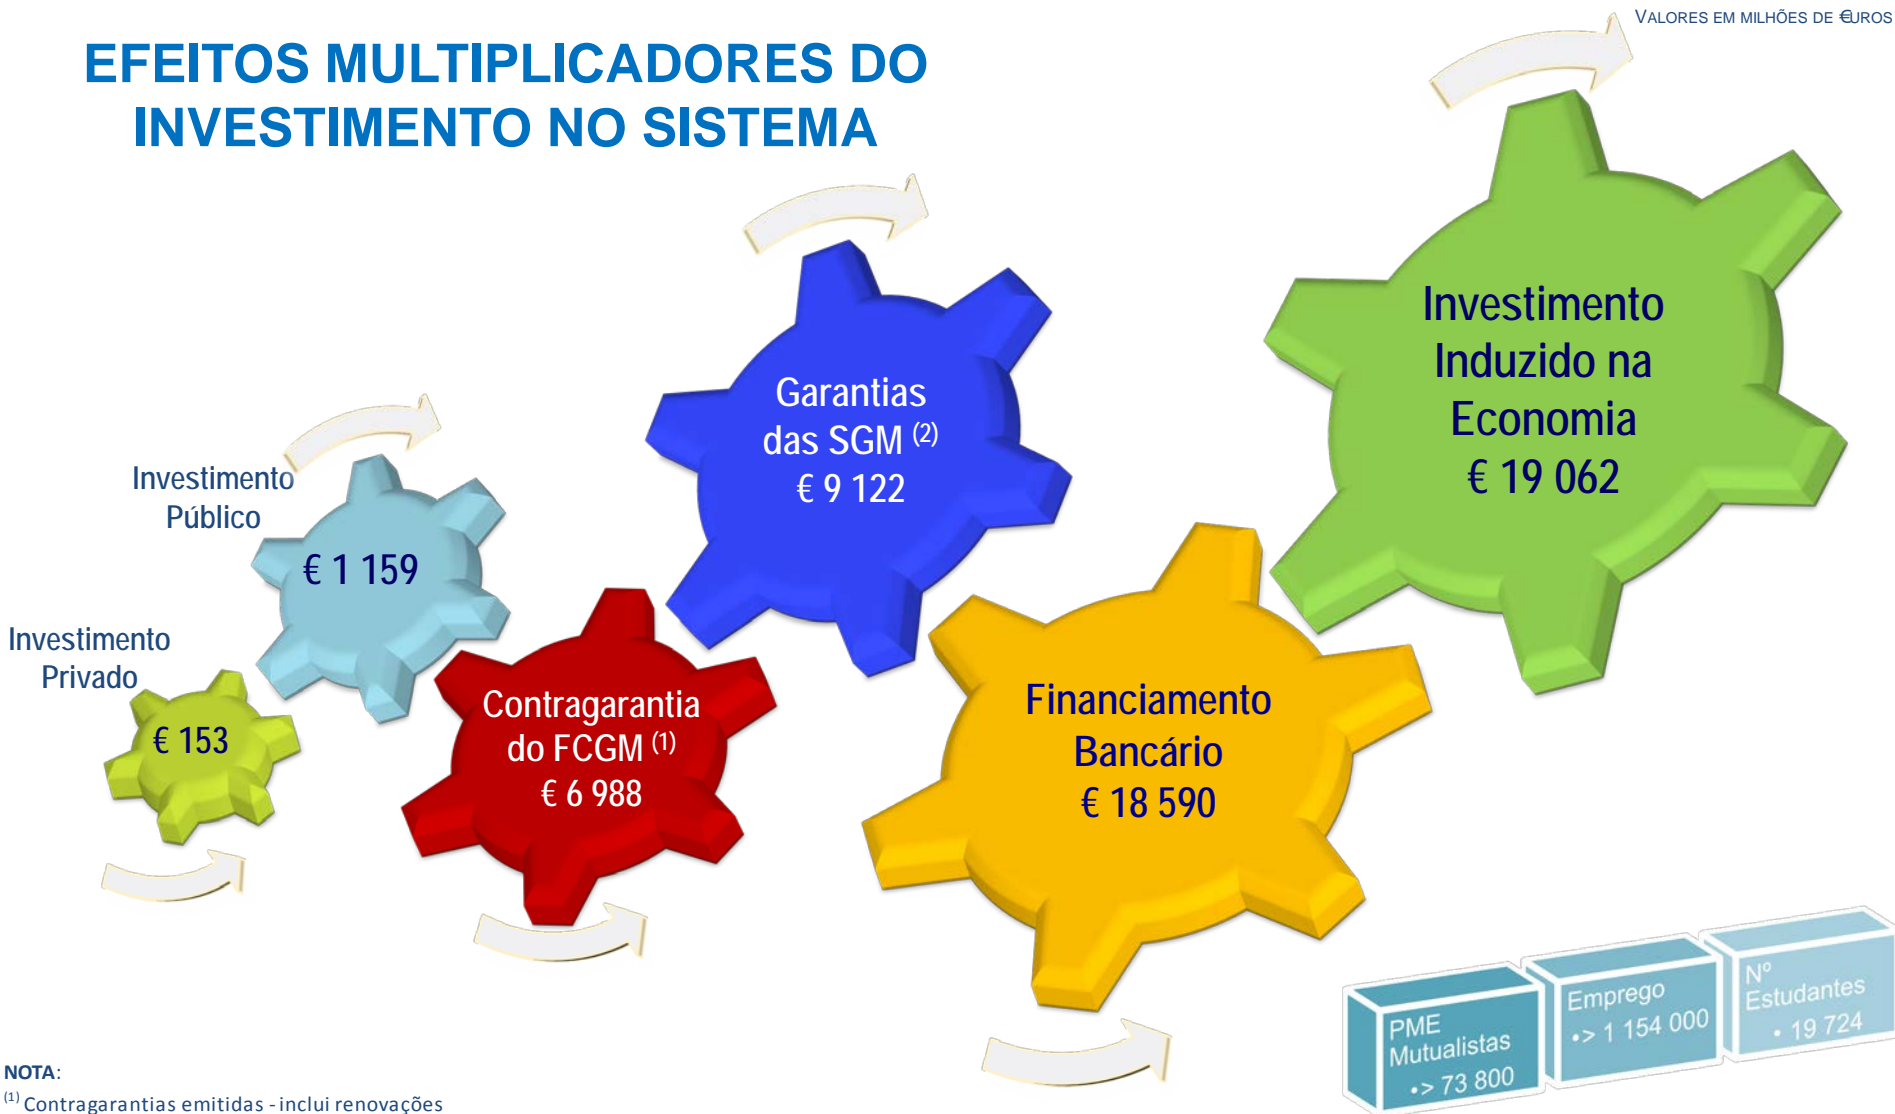 VALORES EM MILHÕES DE €UROS
EFEITOS MULTIPLICADORES DO
INVESTIMENTO NO SISTEMA
Investimento
Induzido na
Economia
€ 19 062
Garantias
das SGM (2)
€ 9 122
Investimento
Público
€ 1 159
Investimento
Privado
€ 153
Contragarantia
do FCGM (1)
€ 6 988
Financiamento
Bancário
€ 18 590
PME
Mutualistas
•> 73 800
Emprego
•> 1 154 000
Nº
Estudantes
• 19 724
NOTA:
(1) Contragarantias emitidas - inclui renovações